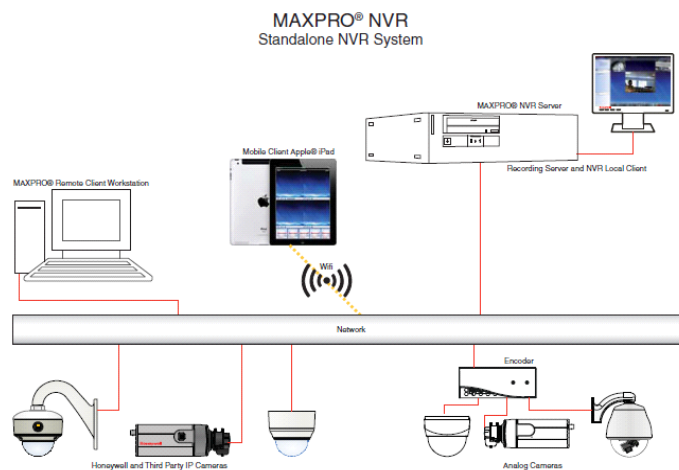 MAXPRO® NVR
Standalone NVR System
MAXPRO® NVR Server
Mobile Client Apple® iPad
Recording Server and NVR Local Client
MAXPRO® Remote Client Workstation
Wifi
Network
Encoder
Honeywell
Honeywell and Third Party IP Cameras
Analog Cameras